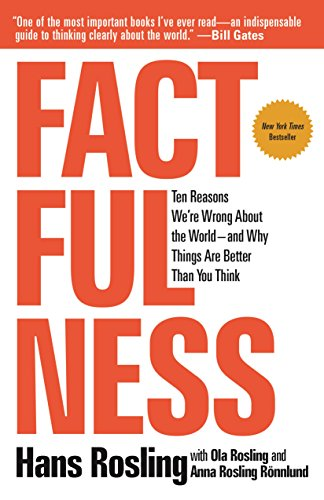 "One of the most important books I've ever read—an indispensable
guide to thinking clearly about the world." —Bill Gates
FACT
FUL
NESS
New York Times
Bestseller
Ten Reasons
We're Wrong About
the World—and Why
Things Are Better
Than You Think
Hans Rosling
with Ola Rosling and
Anna Rosling Rönnlund